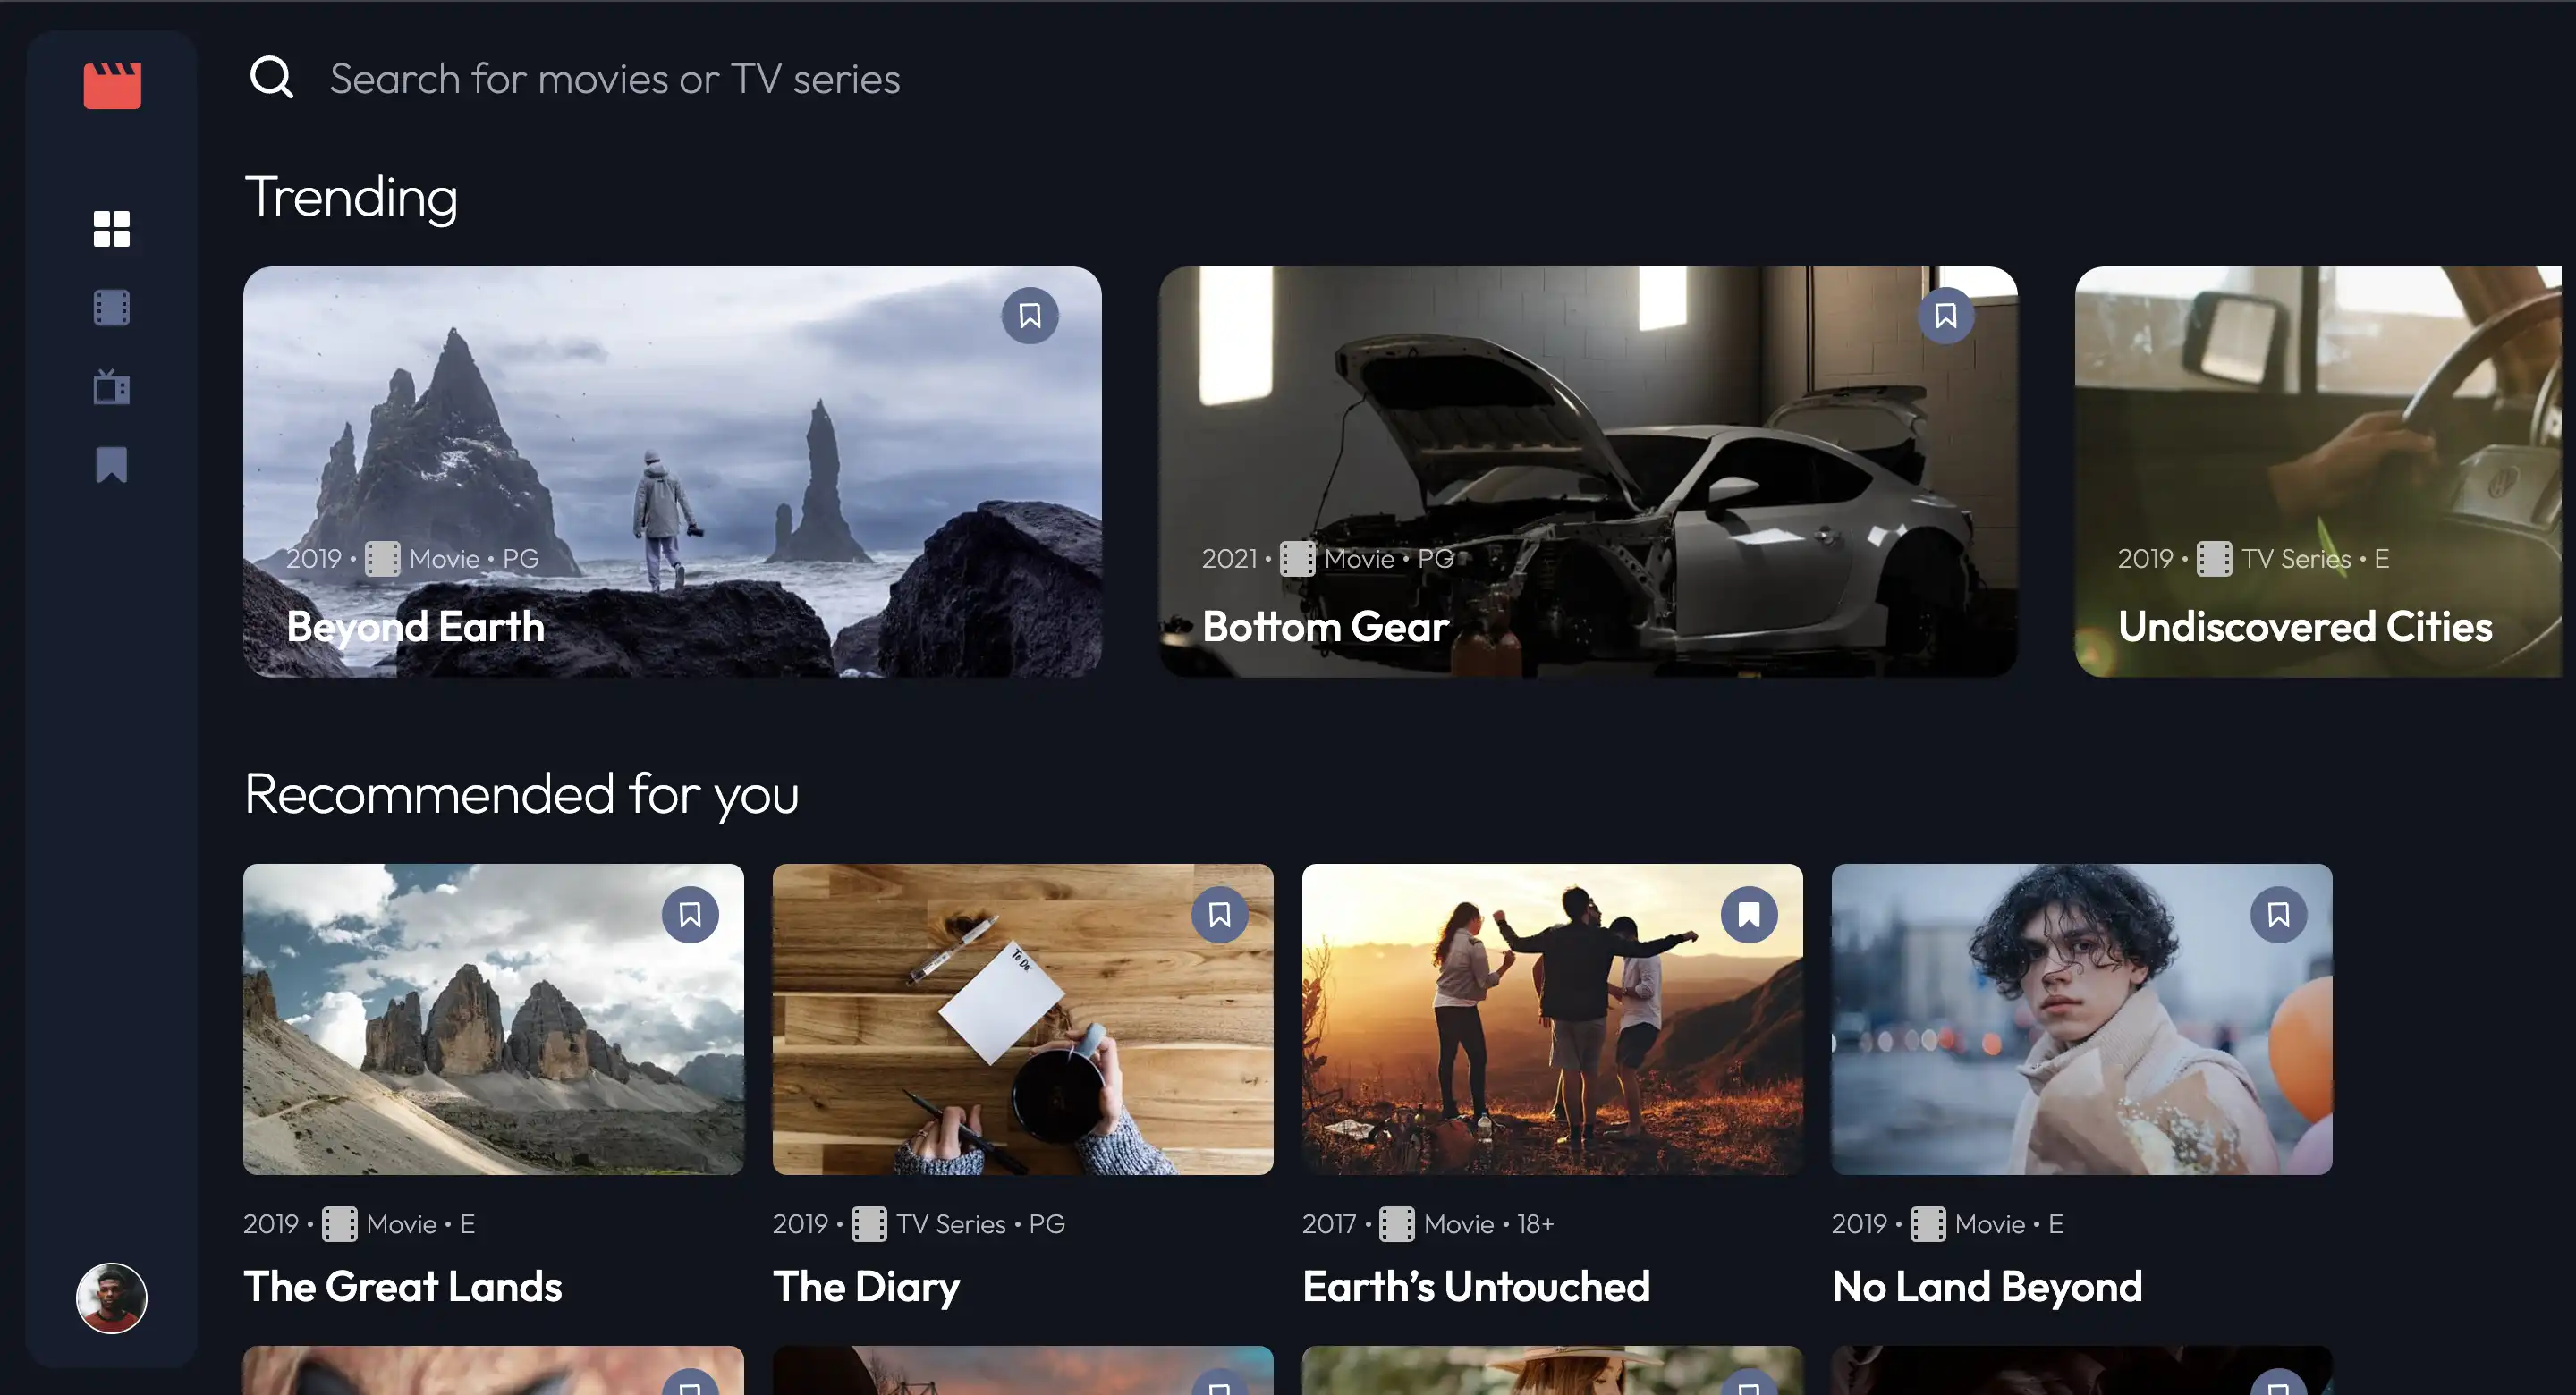 Search for movies or TV series
Trending
2019 • Movie • PG
Beyond Earth
2021 • Movie • PG
Bottom Gear
2019 • TV Series • E
Undiscovered Cities
Recommended for you
To Do:
2019 • Movie • E
The Great Lands
2019 • TV Series • PG
The Diary
2017 • Movie • 18+
Earth’s Untouched
2019 • Movie • E
No Land Beyond